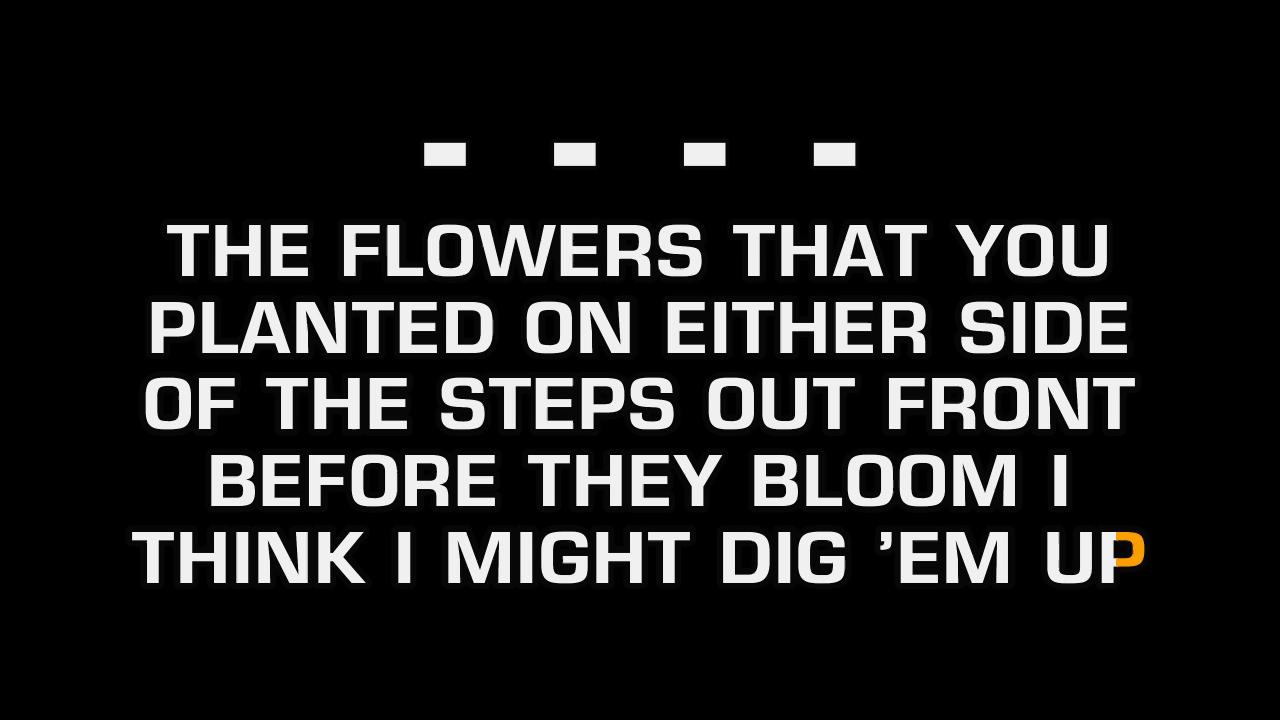 - - - -
THE FLOWERS THAT YOU
PLANTED ON EITHER SIDE
OF THE STEPS OUT FRONT
BEFORE THEY BLOOM I
THINK I MIGHT DIG ’EM UP